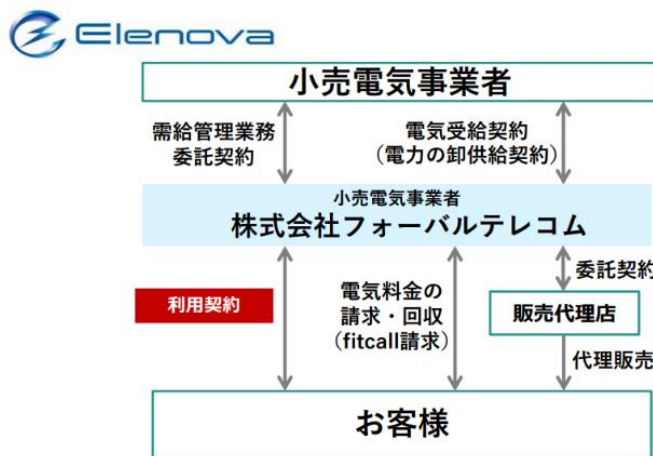 Elenova
小売電気事業者
需給管理業務
委託契約
電気受給契約
（電力の卸供給契約）
小売電気事業者
株式会社フォーバルテレコム
利用契約
電気料金の
請求・回収
（fitcall請求）
委託契約
販売代理店
代理販売
お客様